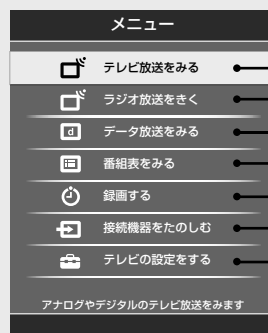 メニュー
テレビ放送をみる
ラジオ放送をきく
d データ放送をみる
番組表をみる
録画する
接続機器をたのしむ
テレビの設定をする
アナログやデジタルのテレビ放送をみます